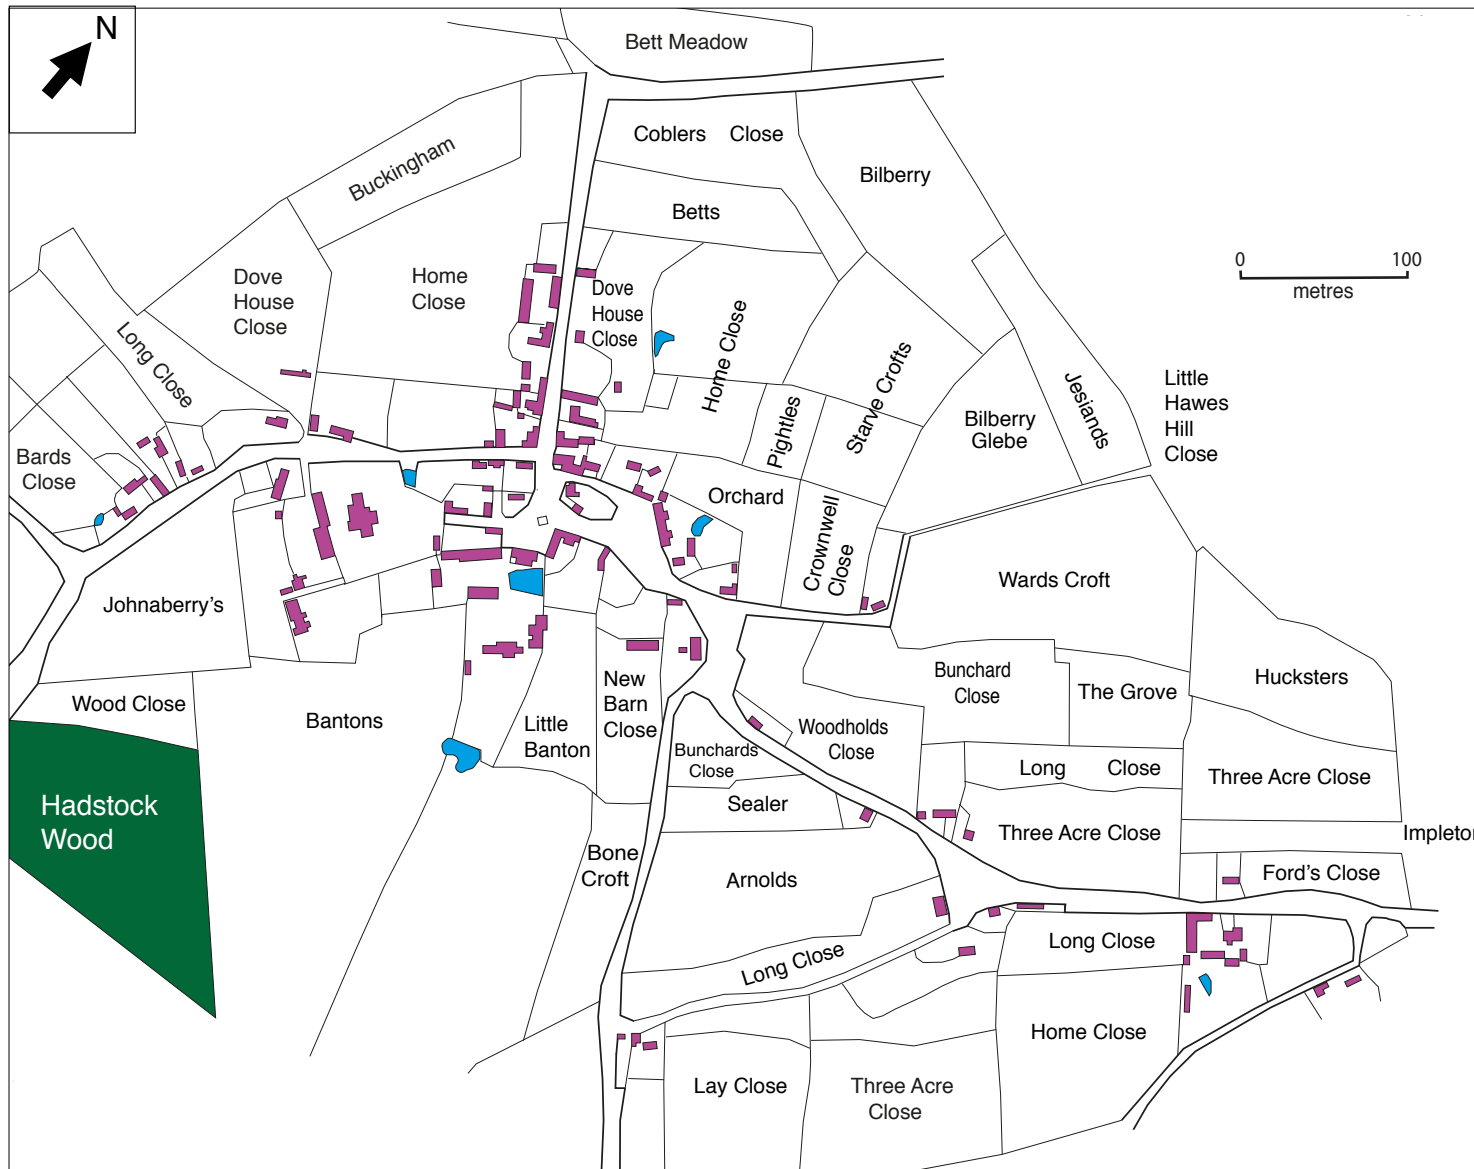 N
Bett Meadow
Coblers Close
Bilberry
Buckingham
Betts
Dove
House
Close
Home
Close
Dove
House
Close
0 100
metres
Long Close
Home Close
Starve Crofts
Pightles
Bilberry
Glebe
Jeslands
Little
Hawes
Hill
Close
Bards
Close
Orchard
Crownwell
Close
Wards Croft
Johnaberry's
Wood Close
Bantons
Little
Banton
New
Barn
Close
Bunchards
Close
Woodholds
Close
Bunchard
Close
The Grove
Hucksters
Long Close
Three Acre Close
Sealer
Three Acre Close
Impleton
Hadstock
Wood
Bone
Croft
Arnolds
Ford's Close
Long Close
Long Close
Home Close
Lay Close
Three Acre
Close